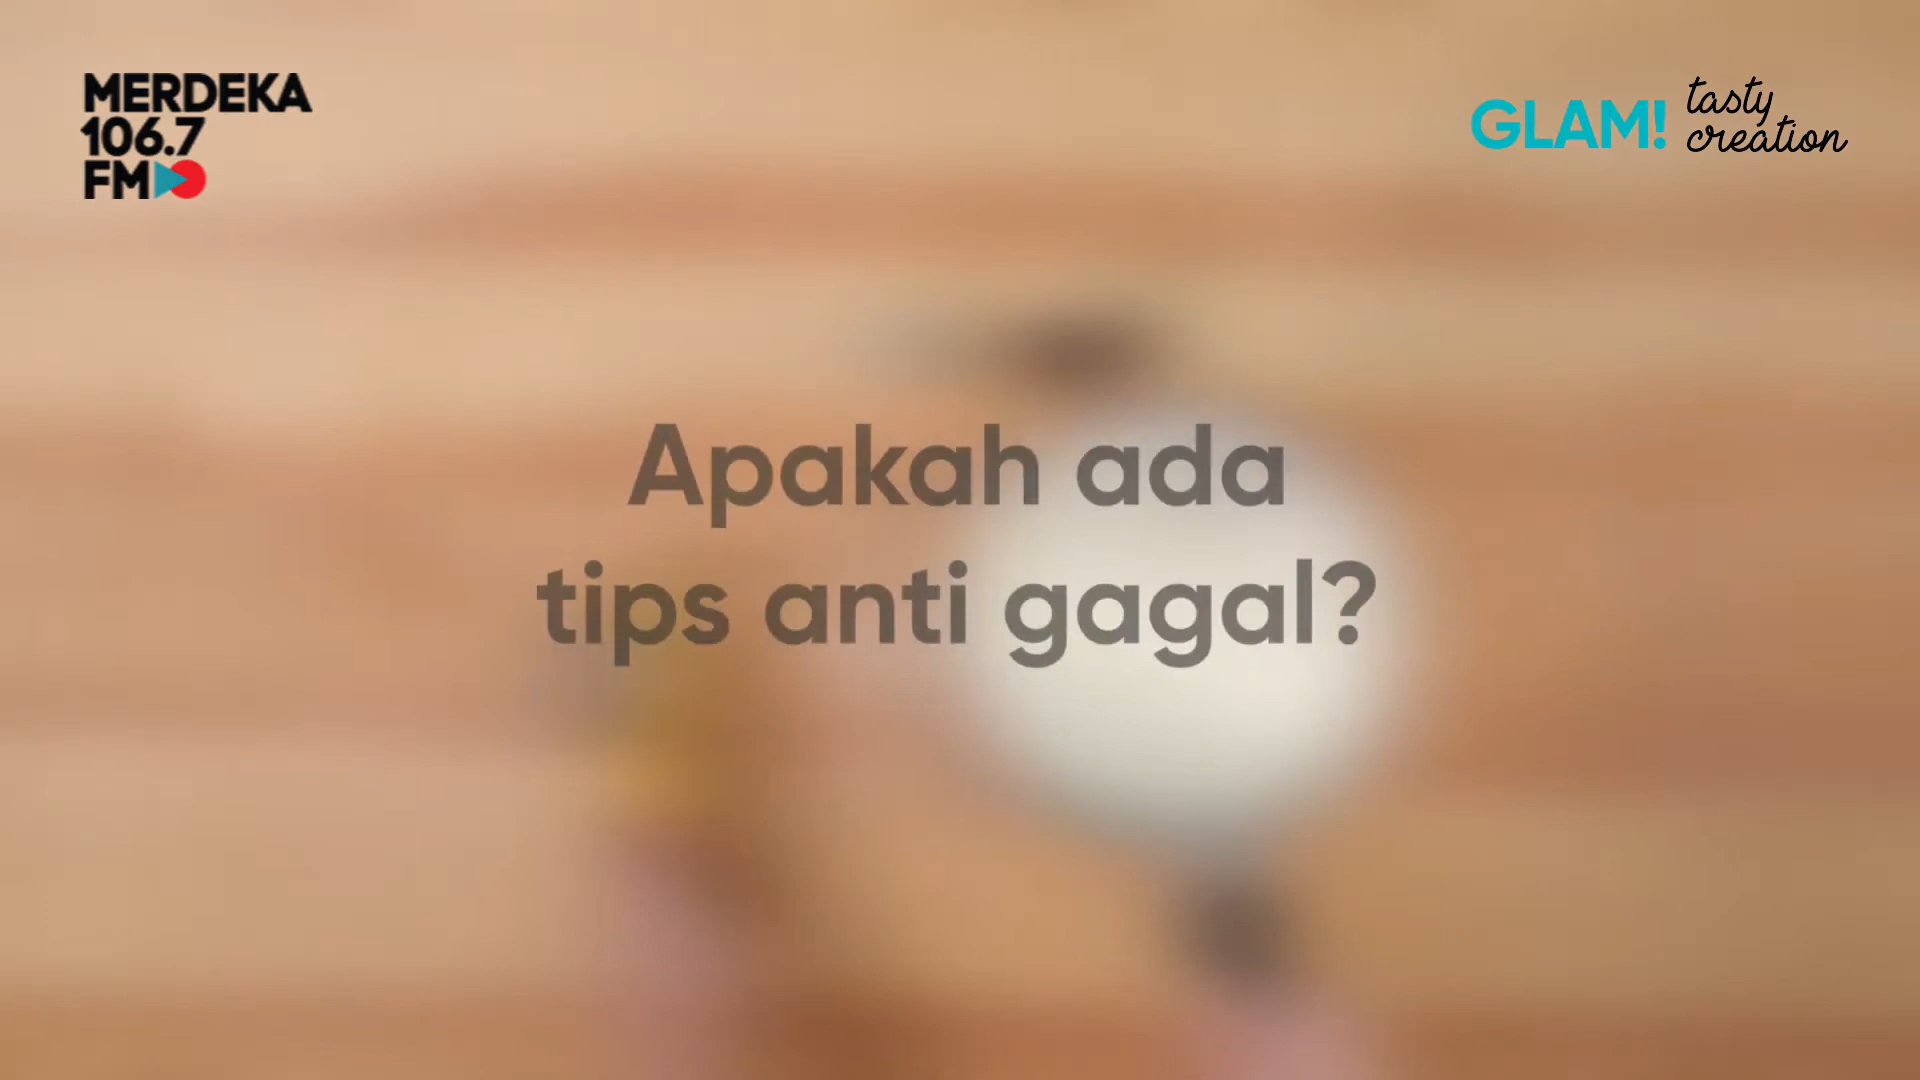 MERDEKA
106.7
FM
GLAM! tasty
creation
Apakah ada
tips anti gagal?